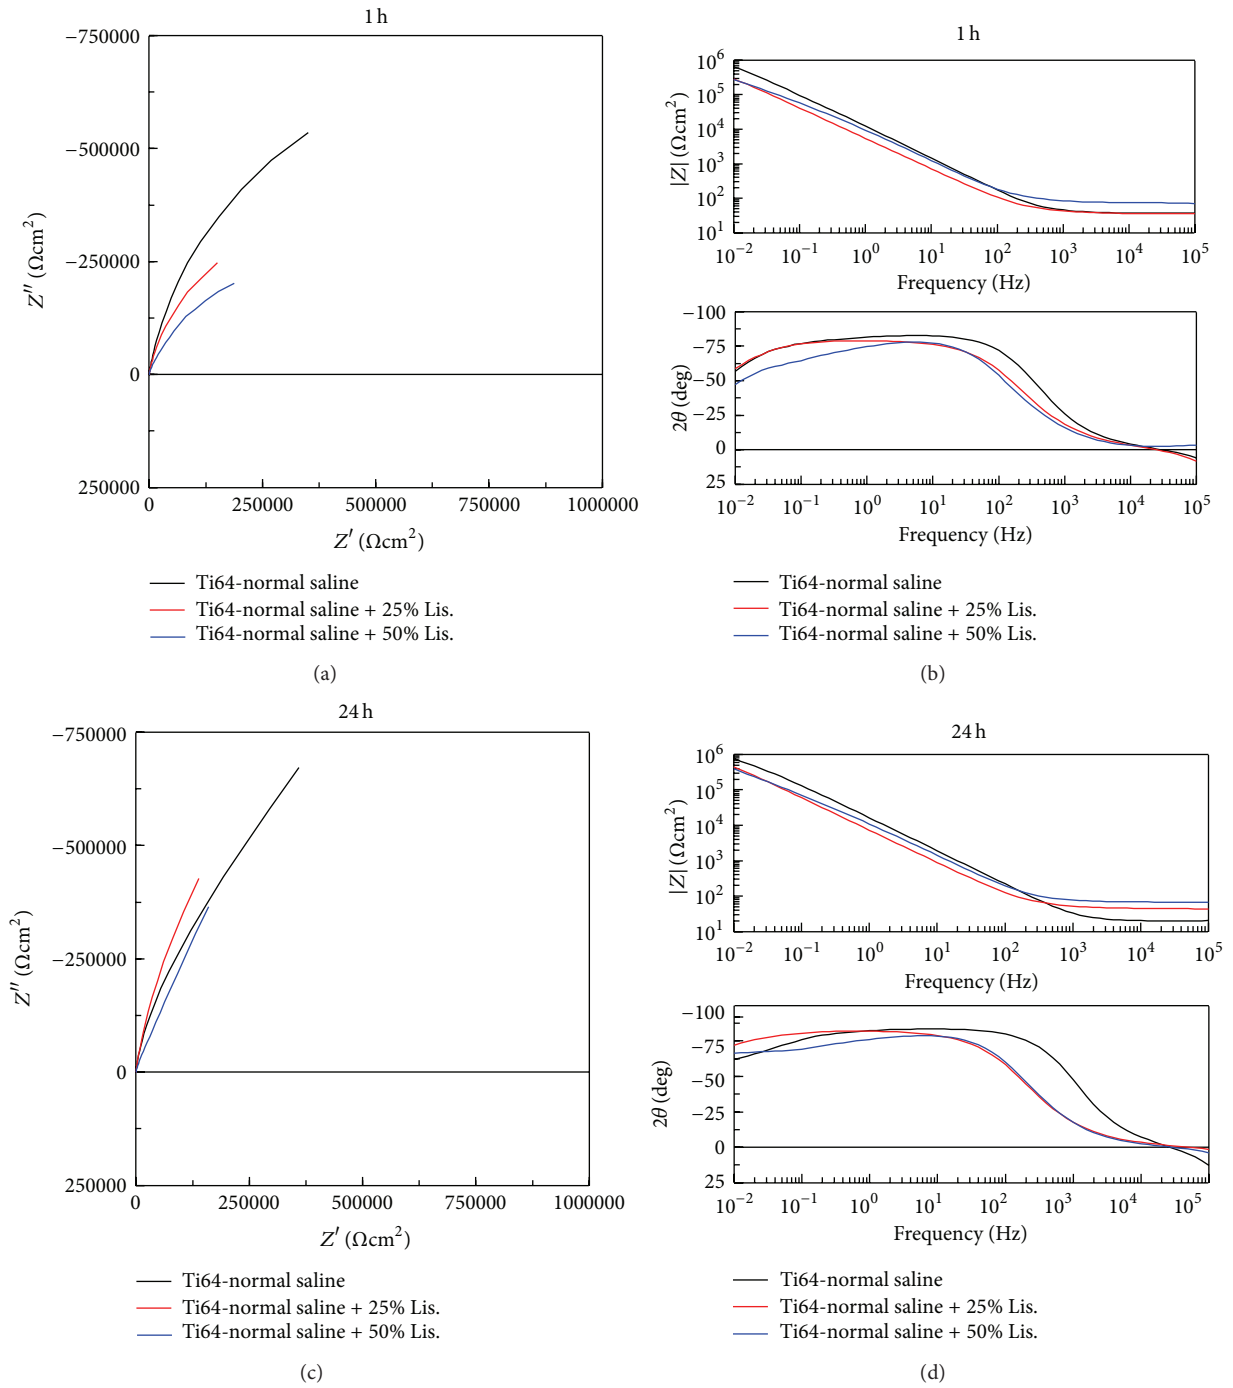 1 h
−750000
−500000
−250000
0
250000
Z″ (Ωcm²)
0 250000 500000 750000 1000000
Z′ (Ωcm²)
Ti64-normal saline
Ti64-normal saline + 25% Lis.
Ti64-normal saline + 50% Lis.
(a)
1 h
10⁶
10⁵
10⁴
10³
10²
10¹
|Z| (Ωcm²)
10⁻² 10⁻¹ 10⁰ 10¹ 10² 10³ 10⁴ 10⁵
Frequency (Hz)
−100
−75
−50
−25
0
25
2θ (deg)
10⁻² 10⁻¹ 10⁰ 10¹ 10² 10³ 10⁴ 10⁵
Frequency (Hz)
Ti64-normal saline
Ti64-normal saline + 25% Lis.
Ti64-normal saline + 50% Lis.
(b)
24 h
−750000
−500000
−250000
0
250000
Z″ (Ωcm²)
0 250000 500000 750000 1000000
Z′ (Ωcm²)
Ti64-normal saline
Ti64-normal saline + 25% Lis.
Ti64-normal saline + 50% Lis.
(c)
24 h
10⁶
10⁵
10⁴
10³
10²
10¹
|Z| (Ωcm²)
10⁻² 10⁻¹ 10⁰ 10¹ 10² 10³ 10⁴ 10⁵
Frequency (Hz)
−100
−75
−50
−25
0
25
2θ (deg)
10⁻² 10⁻¹ 10⁰ 10¹ 10² 10³ 10⁴ 10⁵
Frequency (Hz)
Ti64-normal saline
Ti64-normal saline + 25% Lis.
Ti64-normal saline + 50% Lis.
(d)